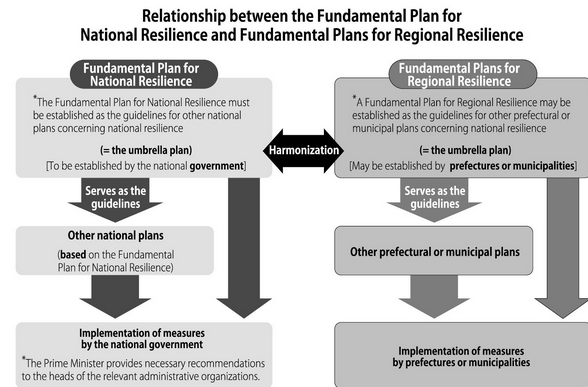 Relationship between the Fundamental Plan for
National Resilience and Fundamental Plans for Regional Resilience
Fundamental Plan for
National Resilience
*The Fundamental Plan for National Resilience must
be established as the guidelines for other national
plans concerning national resilience
(= the umbrella plan)
[To be established by the national government]
Harmonization
Fundamental Plans for
Regional Resilience
*A Fundamental Plan for Regional Resilience may be
established as the guidelines for other prefectural or
municipal plans concerning national resilience
(= the umbrella plan)
[May be established by prefectures or municipalities]
Serves as the
guidelines
Other national plans
(based on the Fundamental
Plan for National Resilience)
Implementation of measures
by the national government
*The Prime Minister provides necessary recommendations
to the heads of the relevant administrative organizations.
Serves as the
guidelines
Other prefectural or municipal plans
Implementation of measures
by prefectures or municipalities